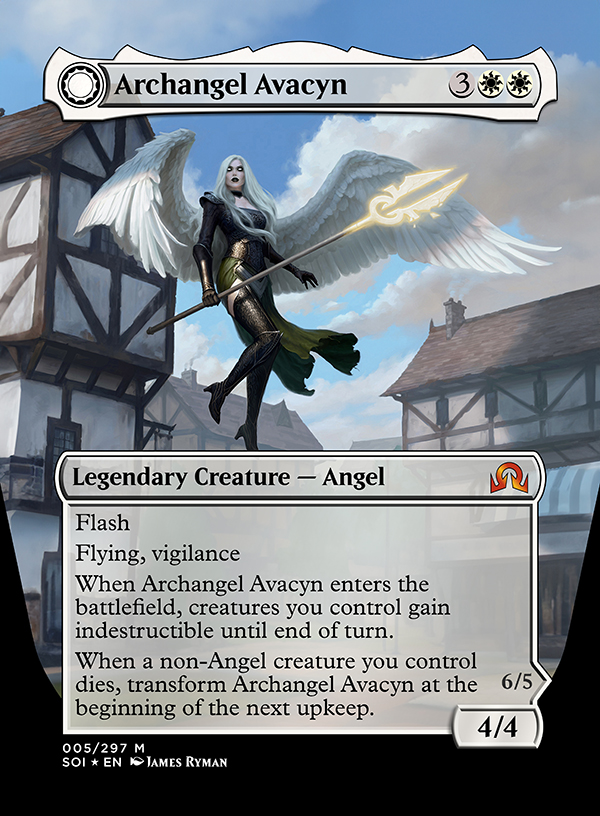 Archangel Avacyn 3
Legendary Creature — Angel
Flash
Flying, vigilance
When Archangel Avacyn enters the
battlefield, creatures you control gain
indestructible until end of turn.
When a non-Angel creature you control
dies, transform Archangel Avacyn at the
beginning of the next upkeep.
6/5
4/4
005/297 M
SOI ★ EN James Ryman